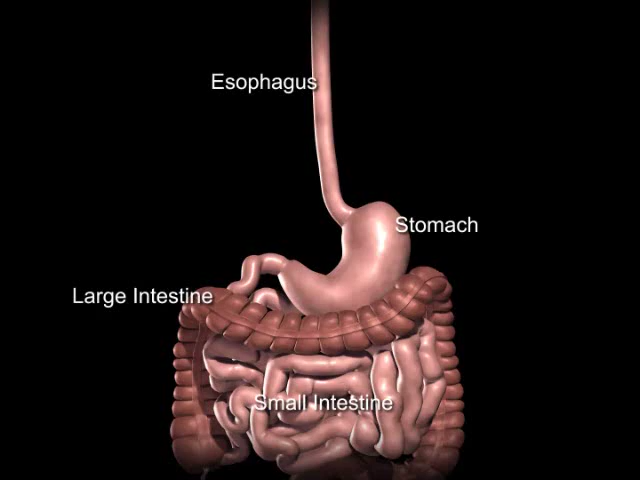 Esophagus
Stomach
Large Intestine
Small Intestine